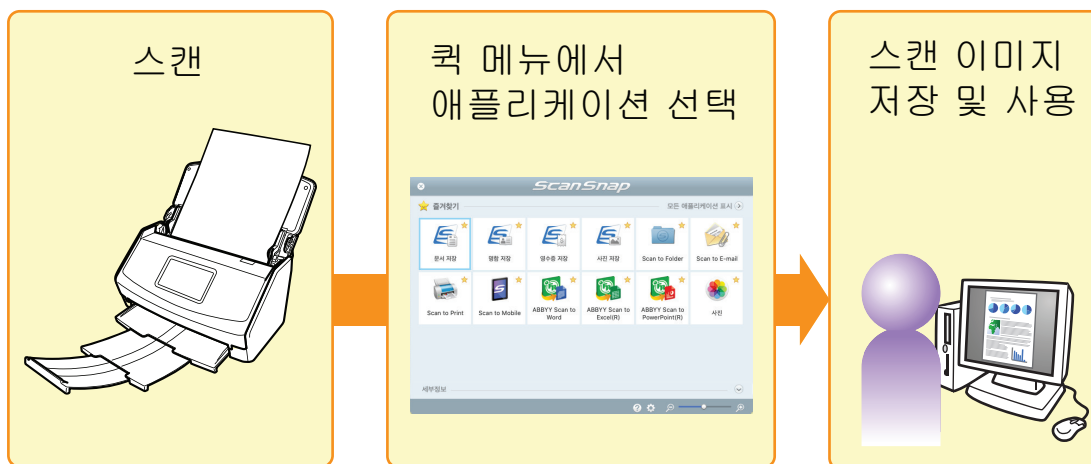 스캔
퀵 메뉴에서
애플리케이션 선택
ScanSnap
즐겨찾기
모든 애플리케이션 표시
문서 저장
명함 저장
영수증 저장
사진 저장
Scan to Folder
Scan to E-mail
Scan to Print
Scan to Mobile
ABBYY Scan to
Word
ABBYY Scan to
Excel(R)
ABBYY Scan to
PowerPoint(R)
사진
세부정보
스캔 이미지
저장 및 사용